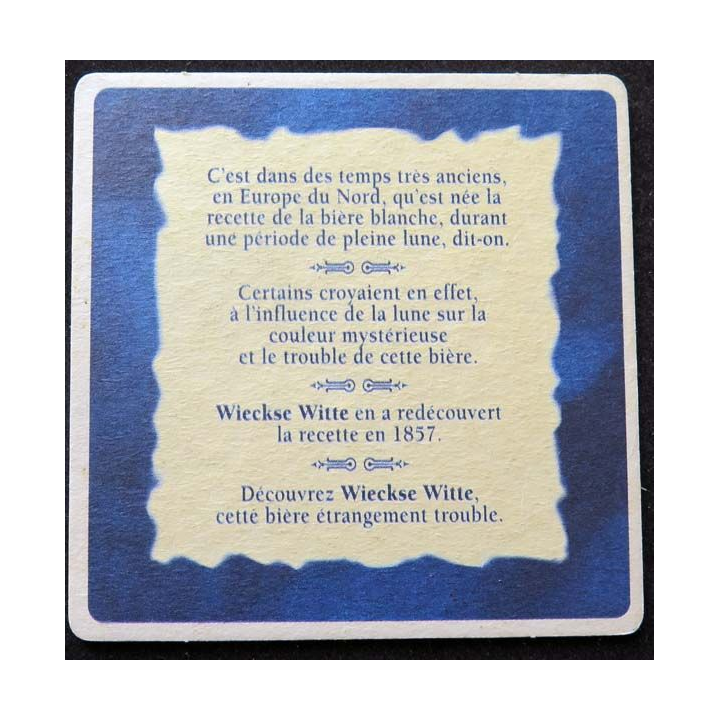 C'est dans des temps très anciens,
en Europe du Nord, qu'est née la
recette de la bière blanche, durant
une période de pleine lune, dit-on.
Certains croyaient en effet,
à l'influence de la lune sur la
couleur mystérieuse
et le trouble de cette bière.
Wieckse Witte en a redécouvert
la recette en 1857.
Découvrez Wieckse Witte,
cette bière étrangement trouble.